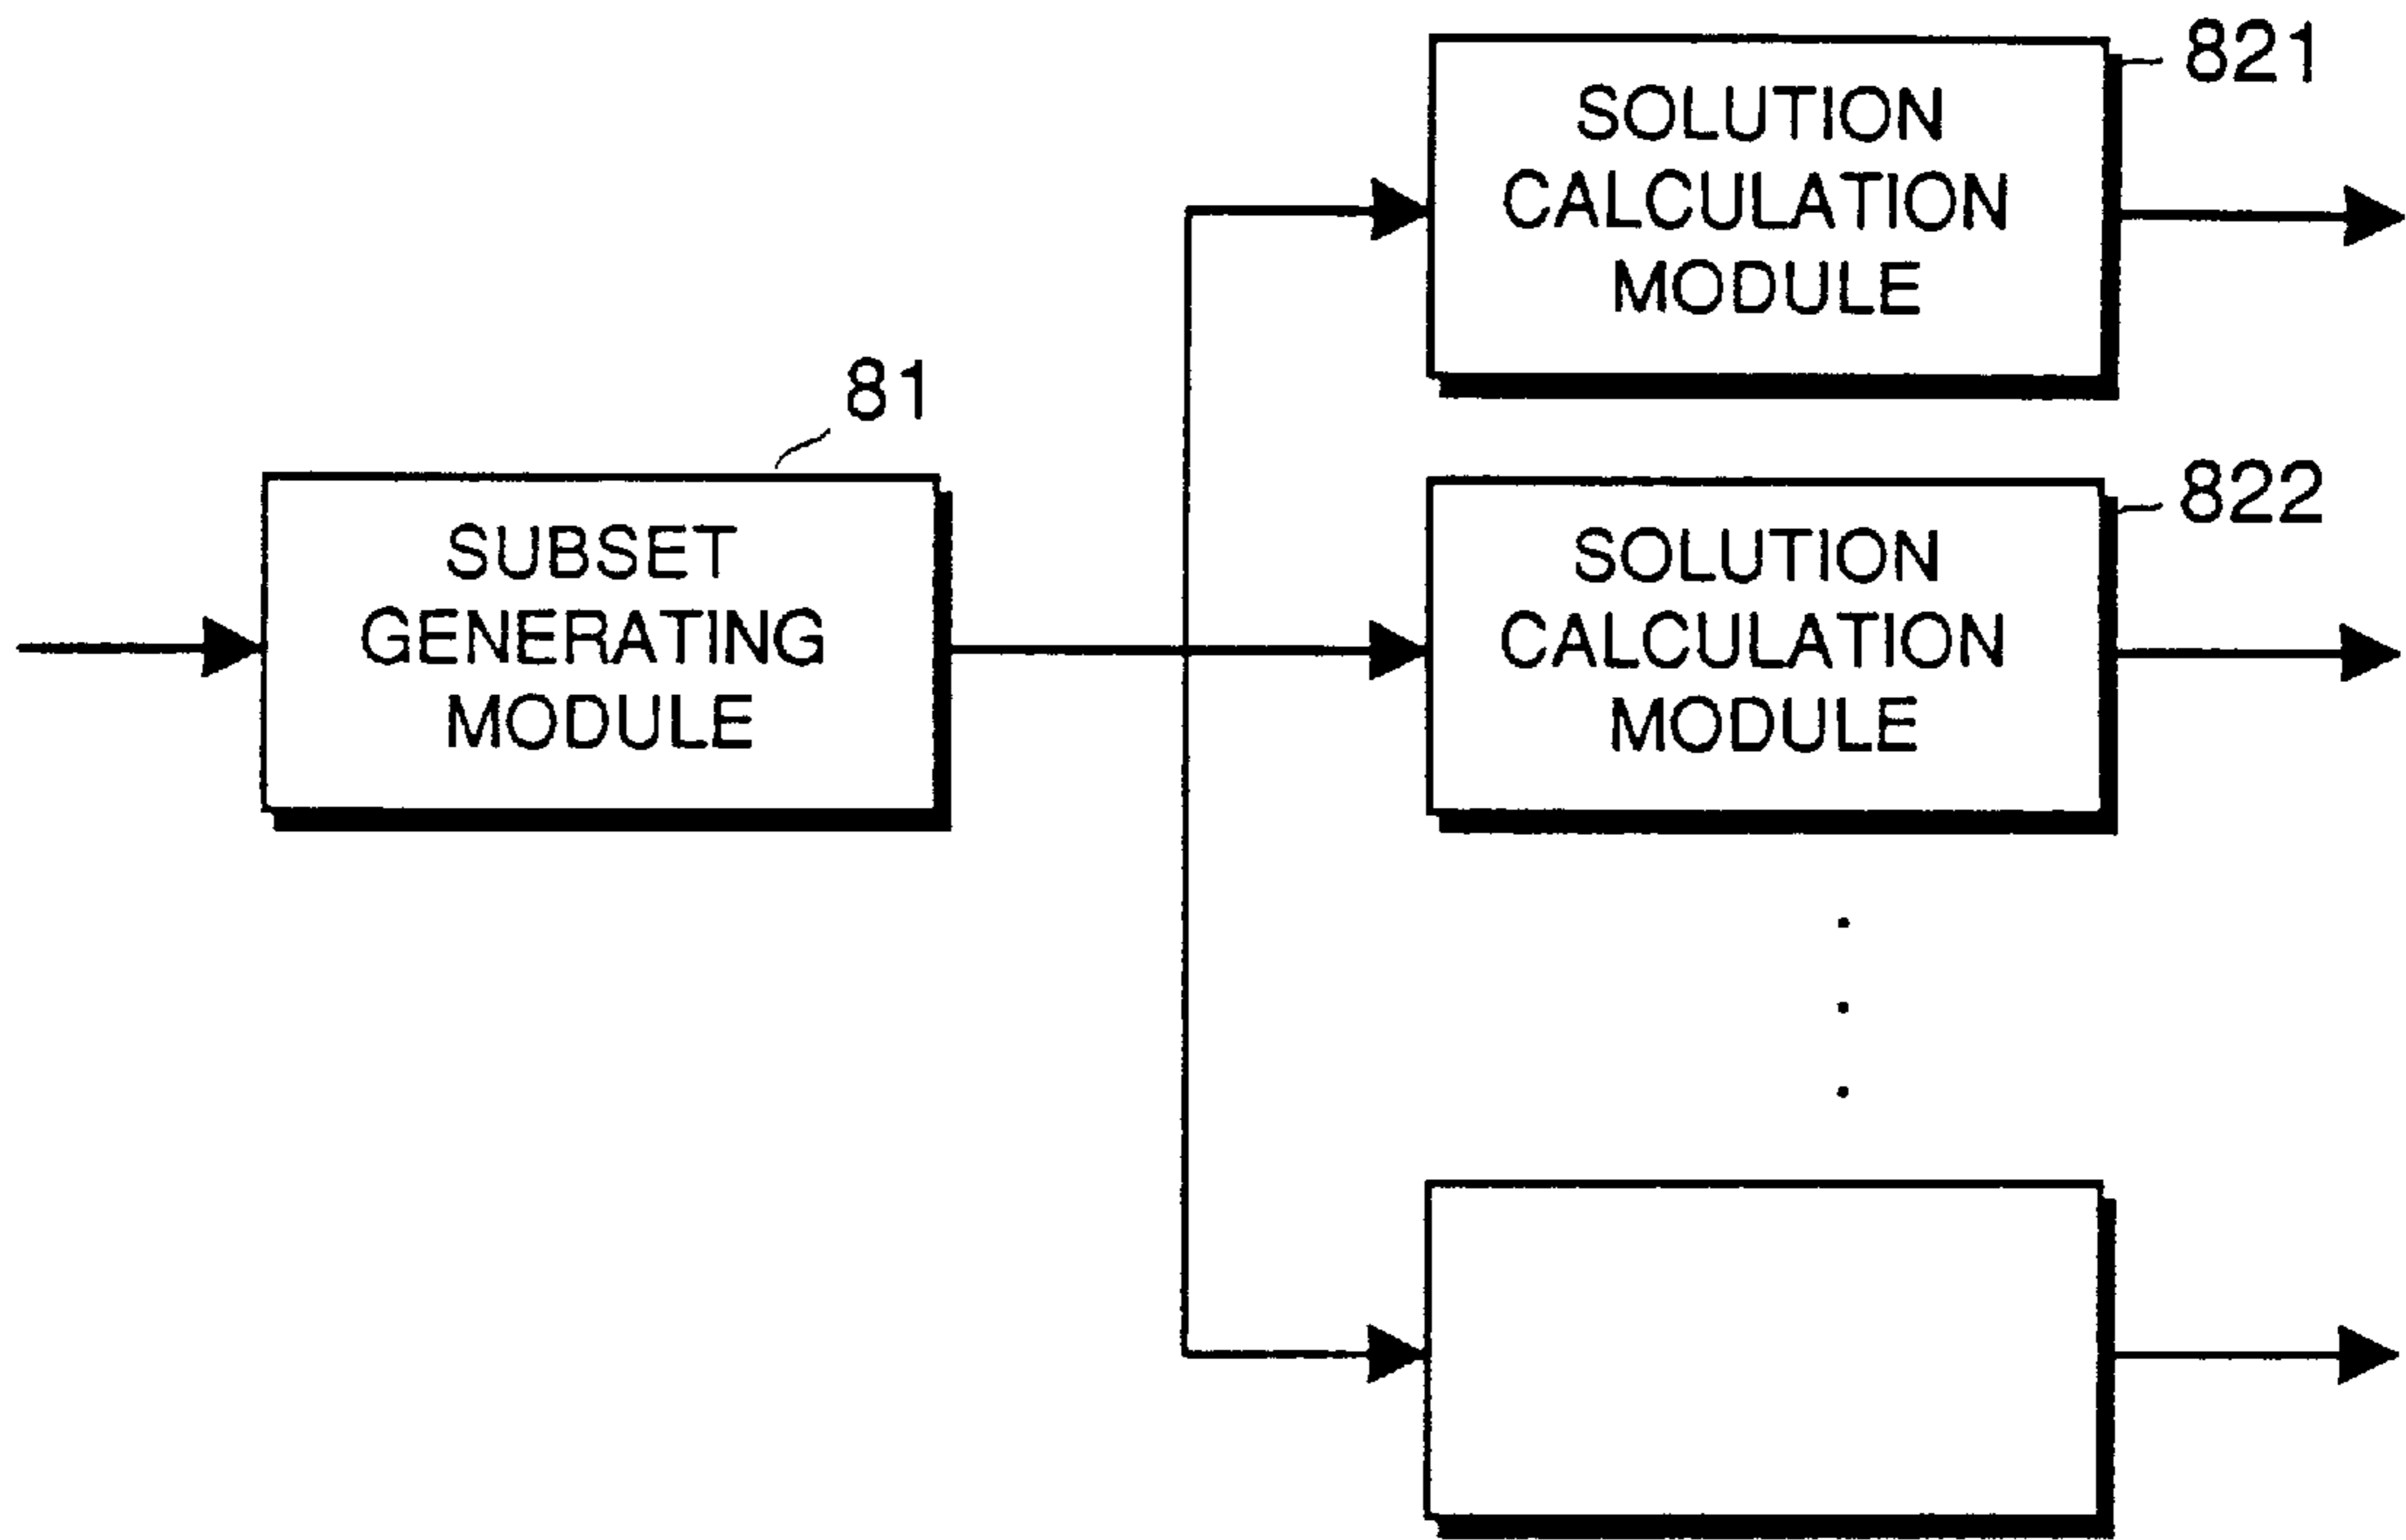 821
SOLUTION
CALCULATION
MODULE
81
SUBSET
GENERATING
MODULE
822
SOLUTION
CALCULATION
MODULE